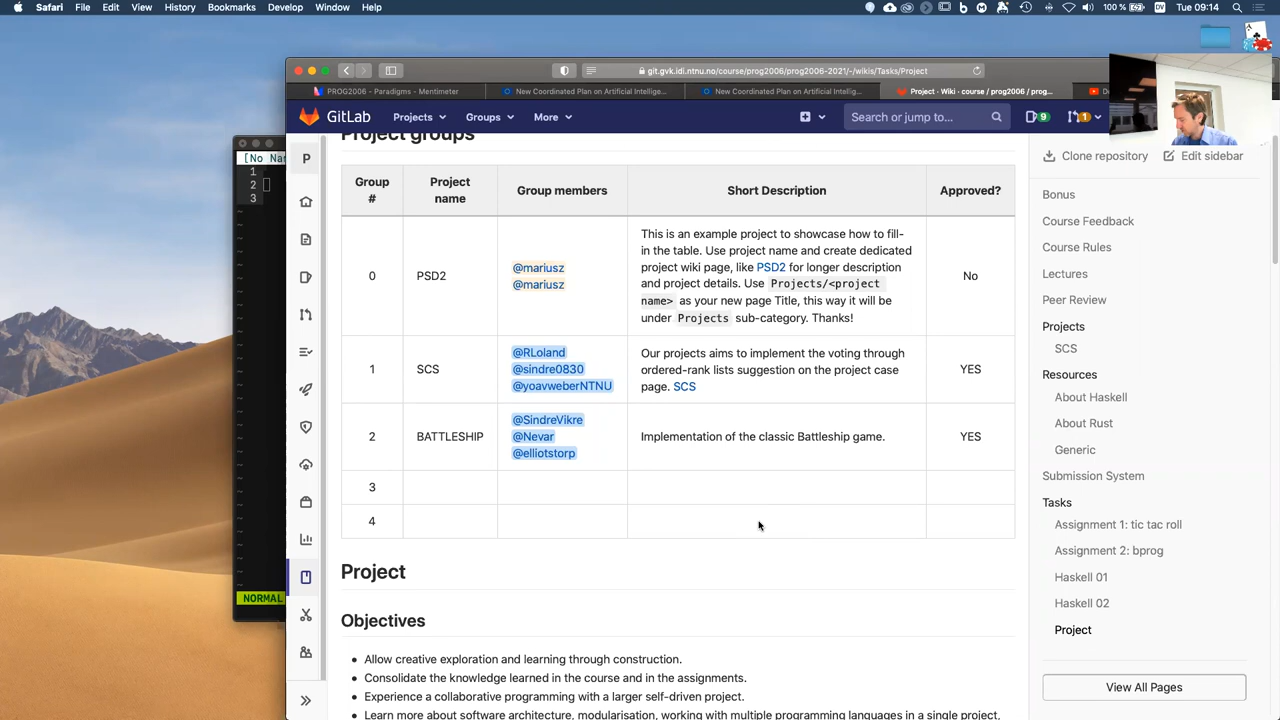 Safari File Edit View History Bookmarks Develop Window Help
100 % DV Tue 09:14
git.gvk.idi.ntnu.no/course/prog2006/prog2006-2021/-/wikis/Tasks/Project
PROG2006 - Paradigms - Mentimeter
New Coordinated Plan on Artificial Intellige...
New Coordinated Plan on Artificial Intellig...
Project · Wiki · course / prog2006 / prog...
GitLab Projects Groups More
Search or jump to...
9
1
Clone repository Edit sidebar
[No Na
1
2
3
NORMAL
P
Project groups
Group # Project name Group members Short Description Approved?
0 PSD2
@mariusz
@mariusz
This is an example project to showcase how to fill-
in the table. Use project name and create dedicated
project wiki page, like PSD2 for longer description
and project details. Use Projects/<project
name> as your new page Title, this way it will be
under rojects sub-category. Thanks!
No
1 SCS
@RLoland
@sindre0830
@yoavweberNTNU
Our projects aims to implement the voting through
ordered-rank lists suggestion on the project case
page. SCS
YES
2 BATTLESHIP
@SindreVikre
@Nevar
@elliotstorp
Implementation of the classic Battleship game.
YES
3
4
Project
Objectives
Allow creative exploration and learning through construction.
Consolidate the knowledge learned in the course and in the assignments.
Experience a collaborative programming with a larger self-driven project.
Learn more about software architecture, modularisation, working with multiple programming languages in a single project,
Bonus
Course Feedback
Course Rules
Lectures
Peer Review
Projects
SCS
Resources
About Haskell
About Rust
Generic
Submission System
Tasks
Assignment 1: tic tac roll
Assignment 2: bprog
Haskell 01
Haskell 02
Project
View All Pages